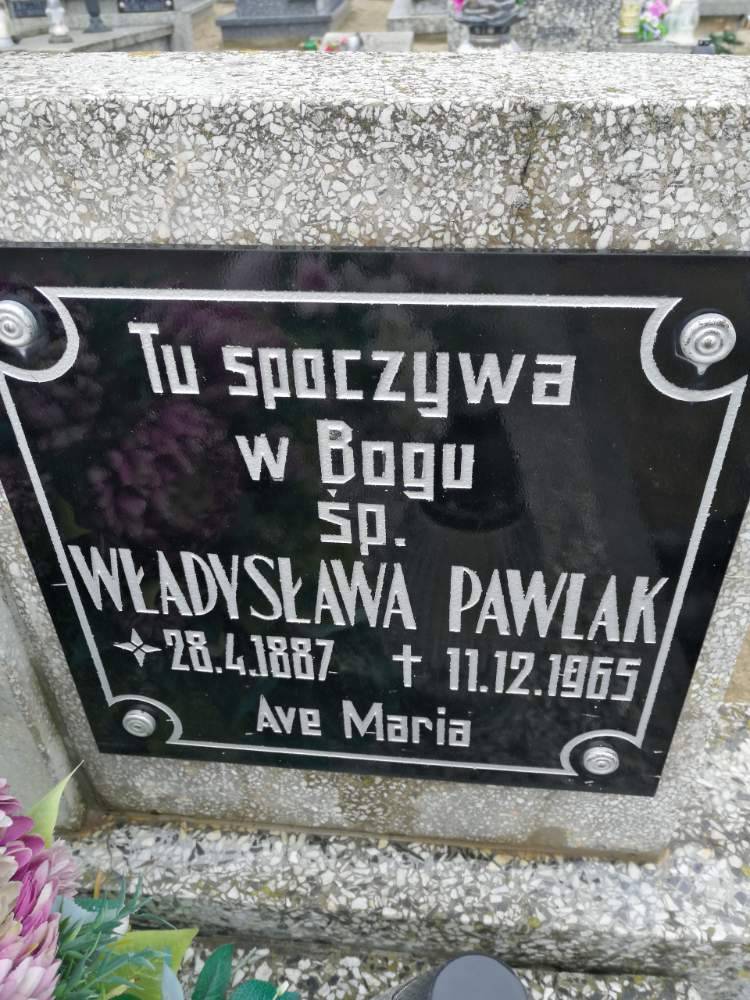 Tu spoczywa
w Bogu
śp.
WŁADYSŁAWA PAWLAK
28.4.1887 † 11.12.1965
Ave Maria